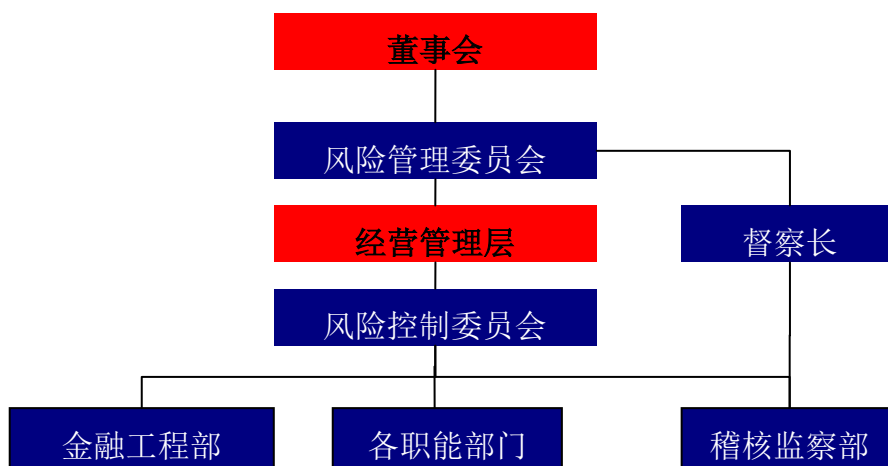 董事会
风险管理委员会
经营管理层
督察长
风险控制委员会
金融工程部
各职能部门
稽核监察部